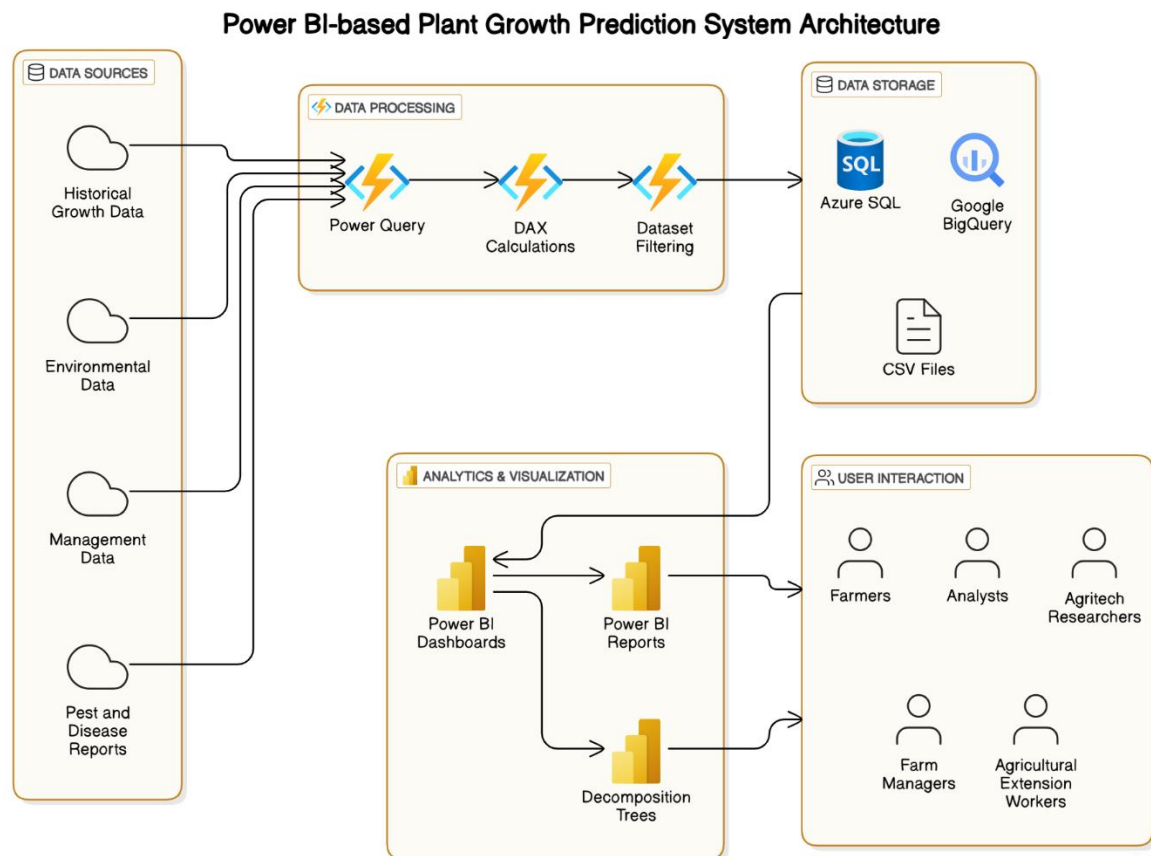 Power BI-based Plant Growth Prediction System Architecture
DATA SOURCES
Historical
Growth Data
Environmental
Data
Management
Data
Pest and
Disease
Reports
DATA PROCESSING
Power Query
DAX
Calculations
Dataset
Filtering
DATA STORAGE
SQL
Azure SQL
Google
BigQuery
CSV Files
ANALYTICS & VISUALIZATION
Power BI
Dashboards
Power BI
Reports
Decomposition
Trees
USER INTERACTION
Farmers
Analysts
Agritech
Researchers
Farm
Managers
Agricultural
Extension
Workers